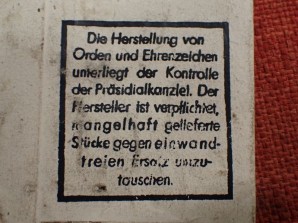 Die Herstellung von
Orden und Ehrenzeichen
unterliegt der Kontrolle
der Präsidialkanzlei. Der
Hersteller ist verpflichtet,
mangelhaft gelieferte
Stücke gegen einwand-
freien Ersatz umzu-
tauschen.